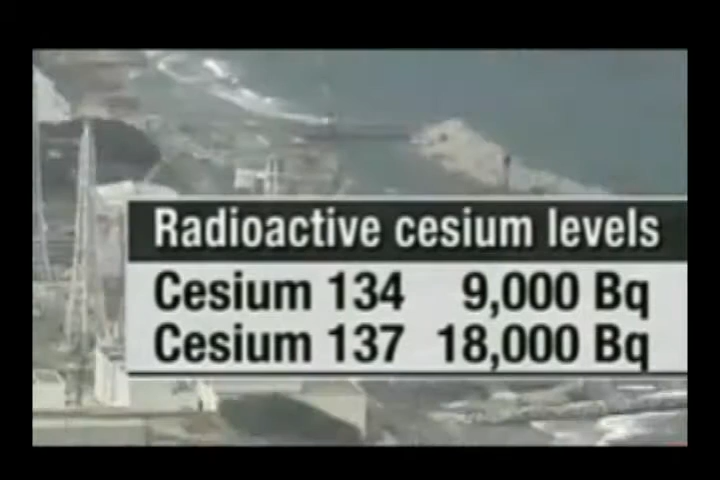 Radioactive cesium levels
Cesium 134 9,000 Bq
Cesium 137 18,000 Bq